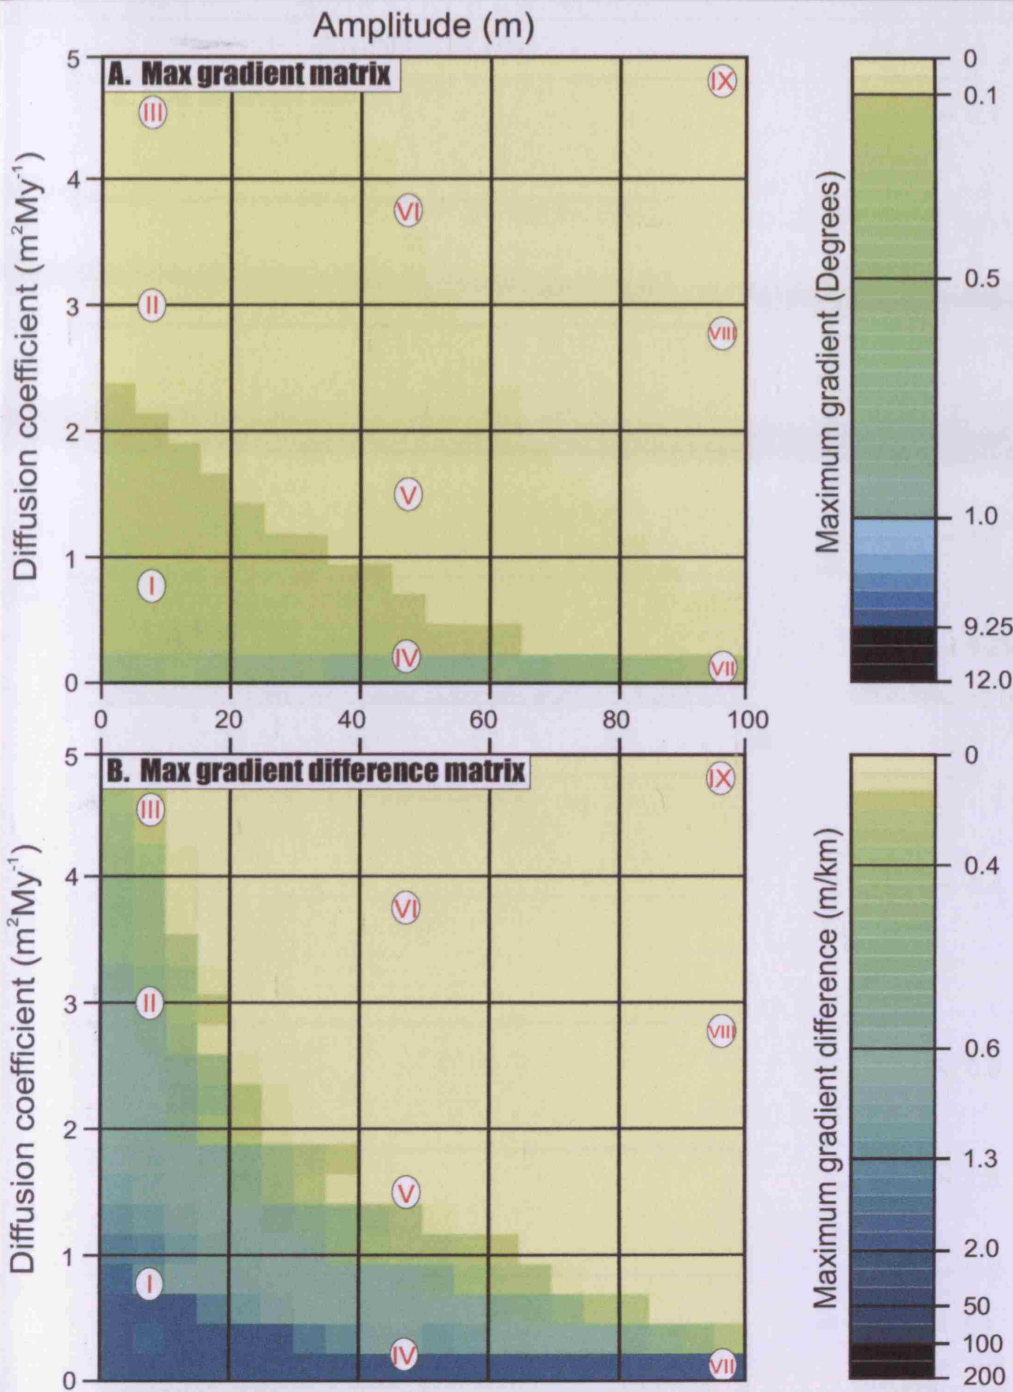 Amplitude (m)
A. Max gradient matrix
Diffusion coefficient (m²My⁻¹)
5
4
3
2
1
0
III
IX
VI
II
VIII
V
I
IV
VII
0
20
40
60
80
100
Maximum gradient (Degrees)
0
0.1
0.5
1.0
9.25
12.0
B. Max gradient difference matrix
Diffusion coefficient (m²My⁻¹)
5
4
3
2
1
0
IX
III
VI
II
VIII
V
I
IV
VII
Maximum gradient difference (m/km)
0
0.4
0.6
1.3
2.0
50
100
200